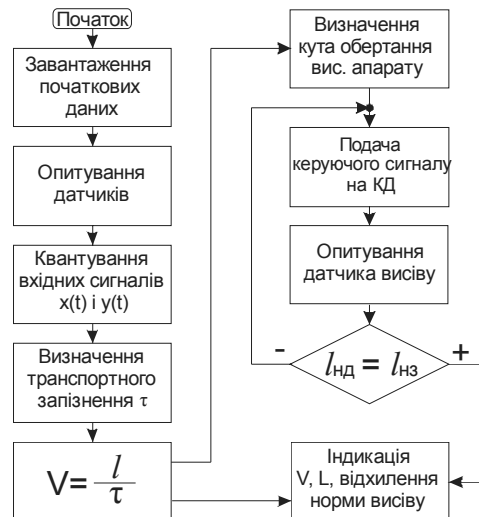 Початок
Завантаження
початкових
даних
Опитування
датчиків
Квантування
вхідних сигналів
x(t) і y(t)
Визначення
транспортного
запізнення τ
V= l/τ
Визначення
кута обертання
вис. апарату
Подача
керуючого сигналу
на КД
Опитування
датчика висіву
- lнд = lнз +
Індикація
V, L, відхилення
норми висіву